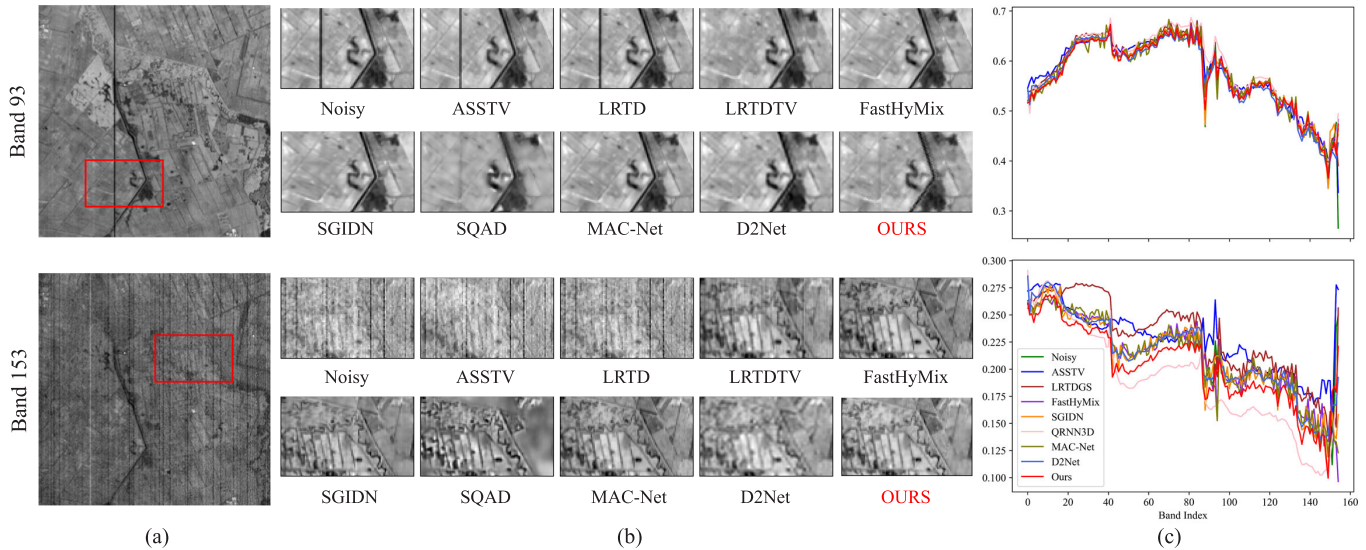 Band 93
Noisy ASSTV LRTD LRTDTV FastHyMix
SGIDN SQAD MAC-Net D2Net OURS
0.7
0.6
0.5
0.4
0.3
Band 153
Noisy ASSTV LRTD LRTDTV FastHyMix
SGIDN SQAD MAC-Net D2Net OURS
0.300
0.275
0.250
0.225
0.200
0.175
0.150
0.125
0.100
Noisy
ASSTV
LRTDGS
FastHyMix
SGIDN
QRNN3D
MAC-Net
D2Net
Ours
0 20 40 60 80 100 120 140 160
Band Index
(a) (b) (c)